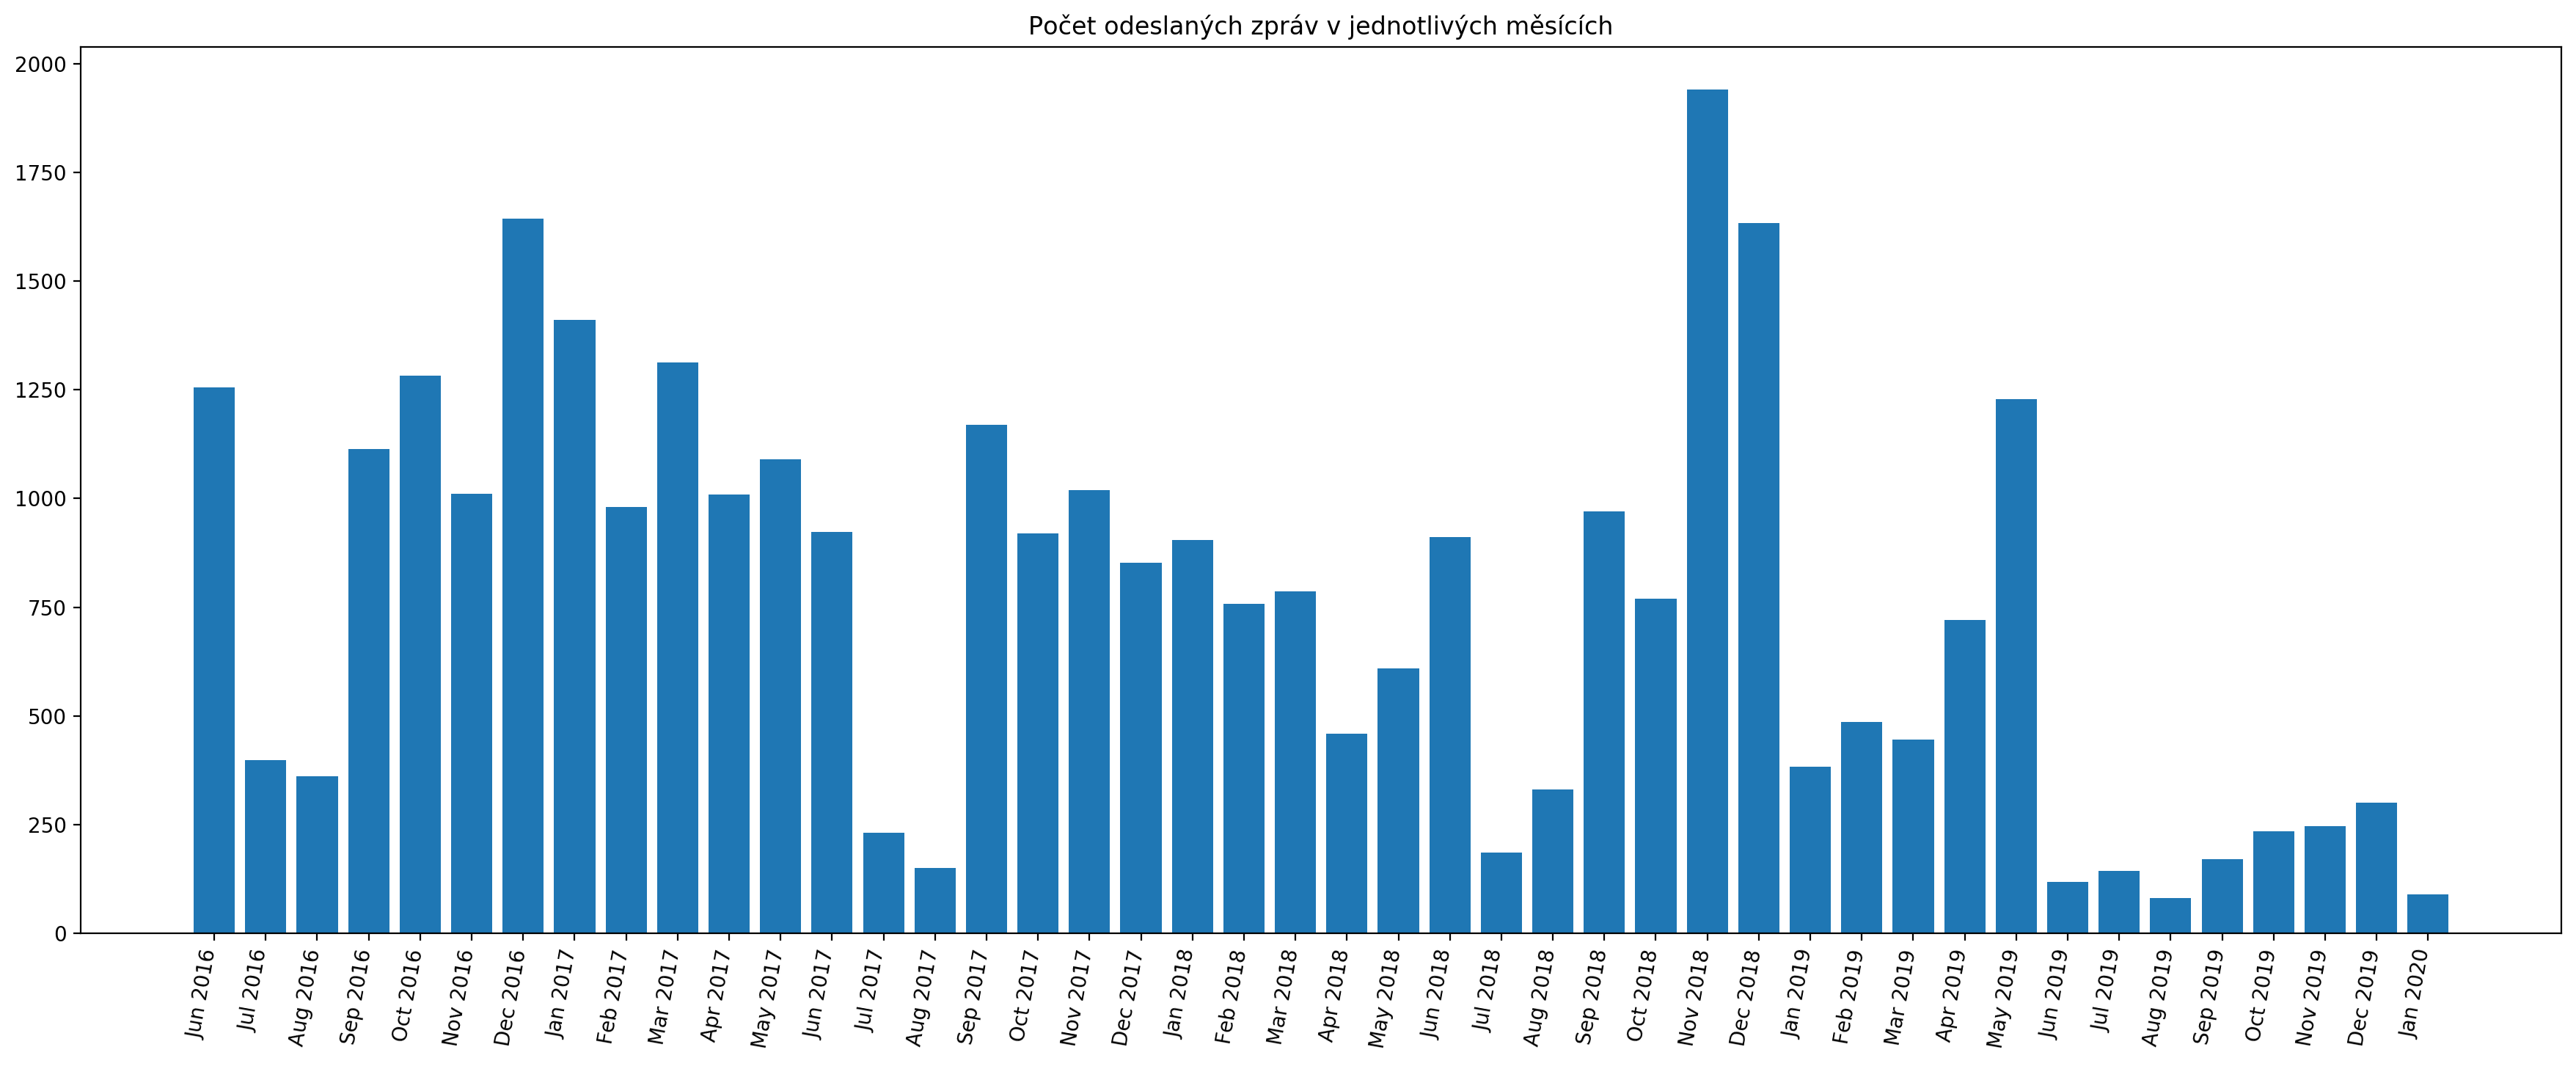 Počet odeslaných zpráv v jednotlivých měsících
2000
1750
1500
1250
1000
750
500
250
0
Jun 2016
Jul 2016
Aug 2016
Sep 2016
Oct 2016
Nov 2016
Dec 2016
Jan 2017
Feb 2017
Mar 2017
Apr 2017
May 2017
Jun 2017
Jul 2017
Aug 2017
Sep 2017
Oct 2017
Nov 2017
Dec 2017
Jan 2018
Feb 2018
Mar 2018
Apr 2018
May 2018
Jun 2018
Jul 2018
Aug 2018
Sep 2018
Oct 2018
Nov 2018
Dec 2018
Jan 2019
Feb 2019
Mar 2019
Apr 2019
May 2019
Jun 2019
Jul 2019
Aug 2019
Sep 2019
Oct 2019
Nov 2019
Dec 2019
Jan 2020